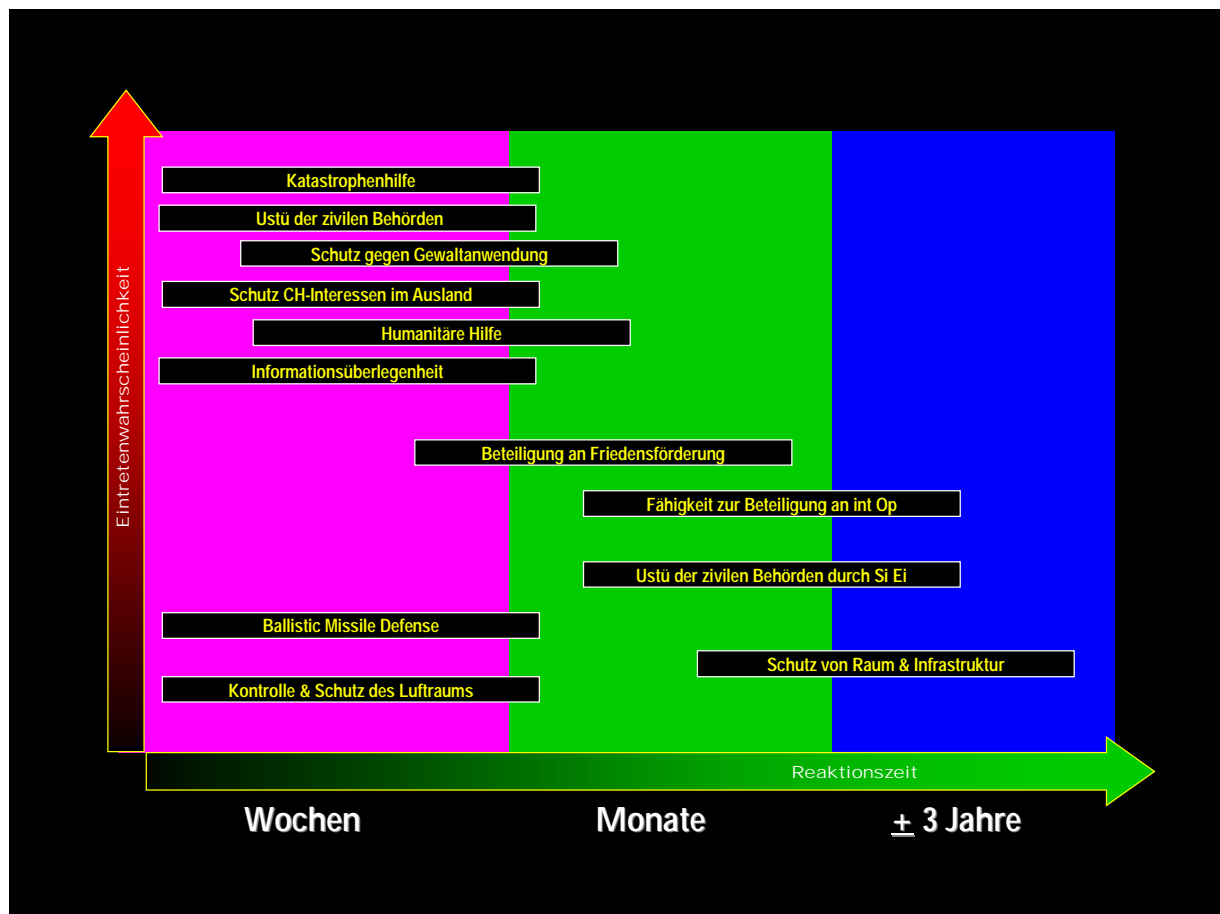 Katastrophenhilfe
Ustü der zivilen Behörden
Schutz gegen Gewaltanwendung
Schutz CH-Interessen im Ausland
Humanitäre Hilfe
Informationsüberlegenheit
Eintretenwahrscheinlichkeit
Beteiligung an Friedensförderung
Fähigkeit zur Beteiligung an int Op
Ustü der zivilen Behörden durch Si Ei
Ballistic Missile Defense
Schutz von Raum & Infrastruktur
Kontrolle & Schutz des Luftraums
Reaktionszeit
Wochen
Monate
± 3 Jahre